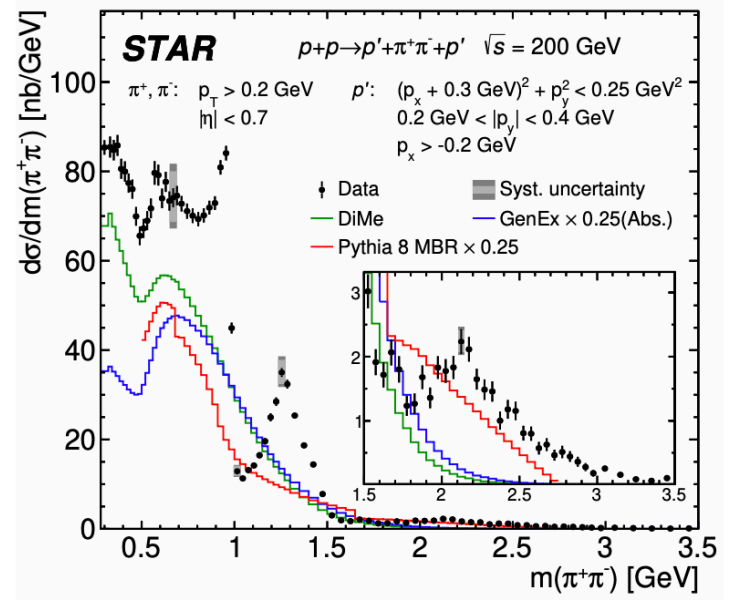 STAR p+p→p′+π⁺π⁻+p′ √s = 200 GeV
π⁺, π⁻: p_T > 0.2 GeV p′: (p_x + 0.3 GeV)² + p_y² < 0.25 GeV²
|η| < 0.7 0.2 GeV < |p_y| < 0.4 GeV
p_x > -0.2 GeV
Data Syst. uncertainty
DiMe GenEx × 0.25(Abs.)
Pythia 8 MBR × 0.25
dσ/dm(π⁺π⁻) [nb/GeV]
100
80
60
40
20
0
3
2
1
1.5 2 2.5 3 3.5
0.5 1 1.5 2 2.5 3 3.5
m(π⁺π⁻) [GeV]